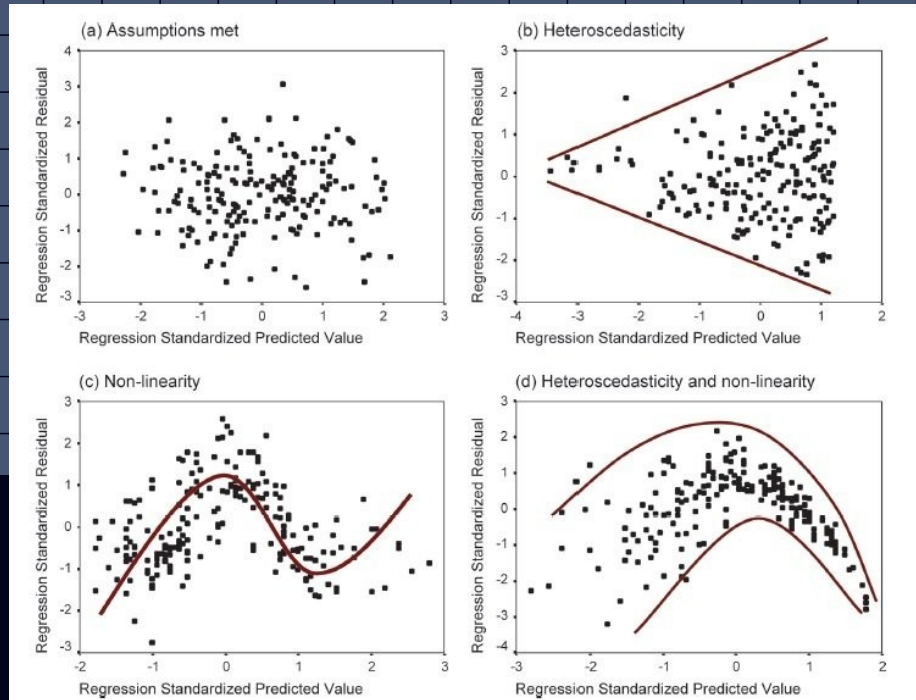 (a) Assumptions met
4
3
2
1
0
-1
-2
-3
-3 -2 -1 0 1 2 3
Regression Standardized Residual
Regression Standardized Predicted Value
(b) Heteroscedasticity
3
2
1
0
-1
-2
-3
-4 -3 -2 -1 0 1 2
Regression Standardized Residual
Regression Standardized Predicted Value
(c) Non-linearity
3
2
1
0
-1
-2
-3
-2 -1 0 1 2 3
Regression Standardized Residual
Regression Standardized Predicted Value
(d) Heteroscedasticity and non-linearity
3
2
1
0
-1
-2
-3
-4
-3 -2 -1 0 1 2
Regression Standardized Residual
Regression Standardized Predicted Value